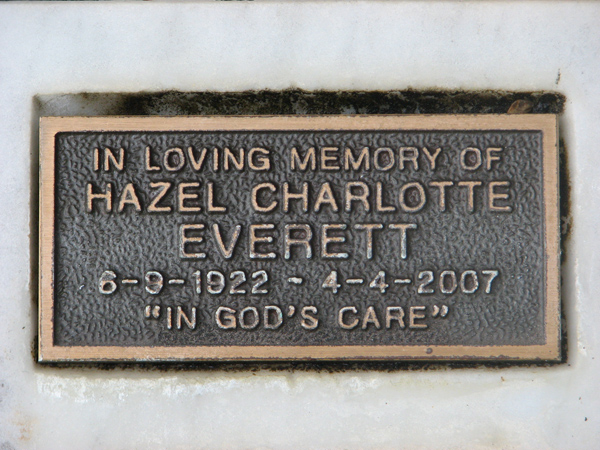 IN LOVING MEMORY OF
HAZEL CHARLOTTE
EVERETT
6-9-1922 ~ 4-4-2007
"IN GOD'S CARE"